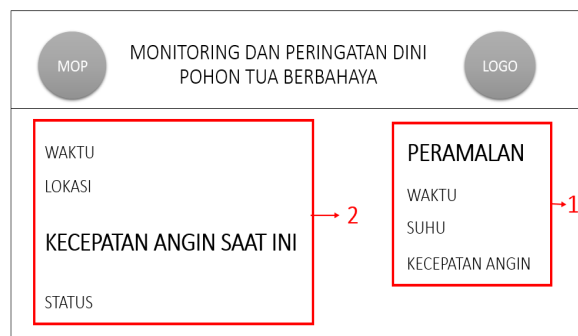 MOP
MONITORING DAN PERINGATAN DINI
POHON TUA BERBAHAYA
LOGO
WAKTU
LOKASI
KECEPATAN ANGIN SAAT INI
STATUS
2
PERAMALAN
WAKTU
SUHU
KECEPATAN ANGIN
1